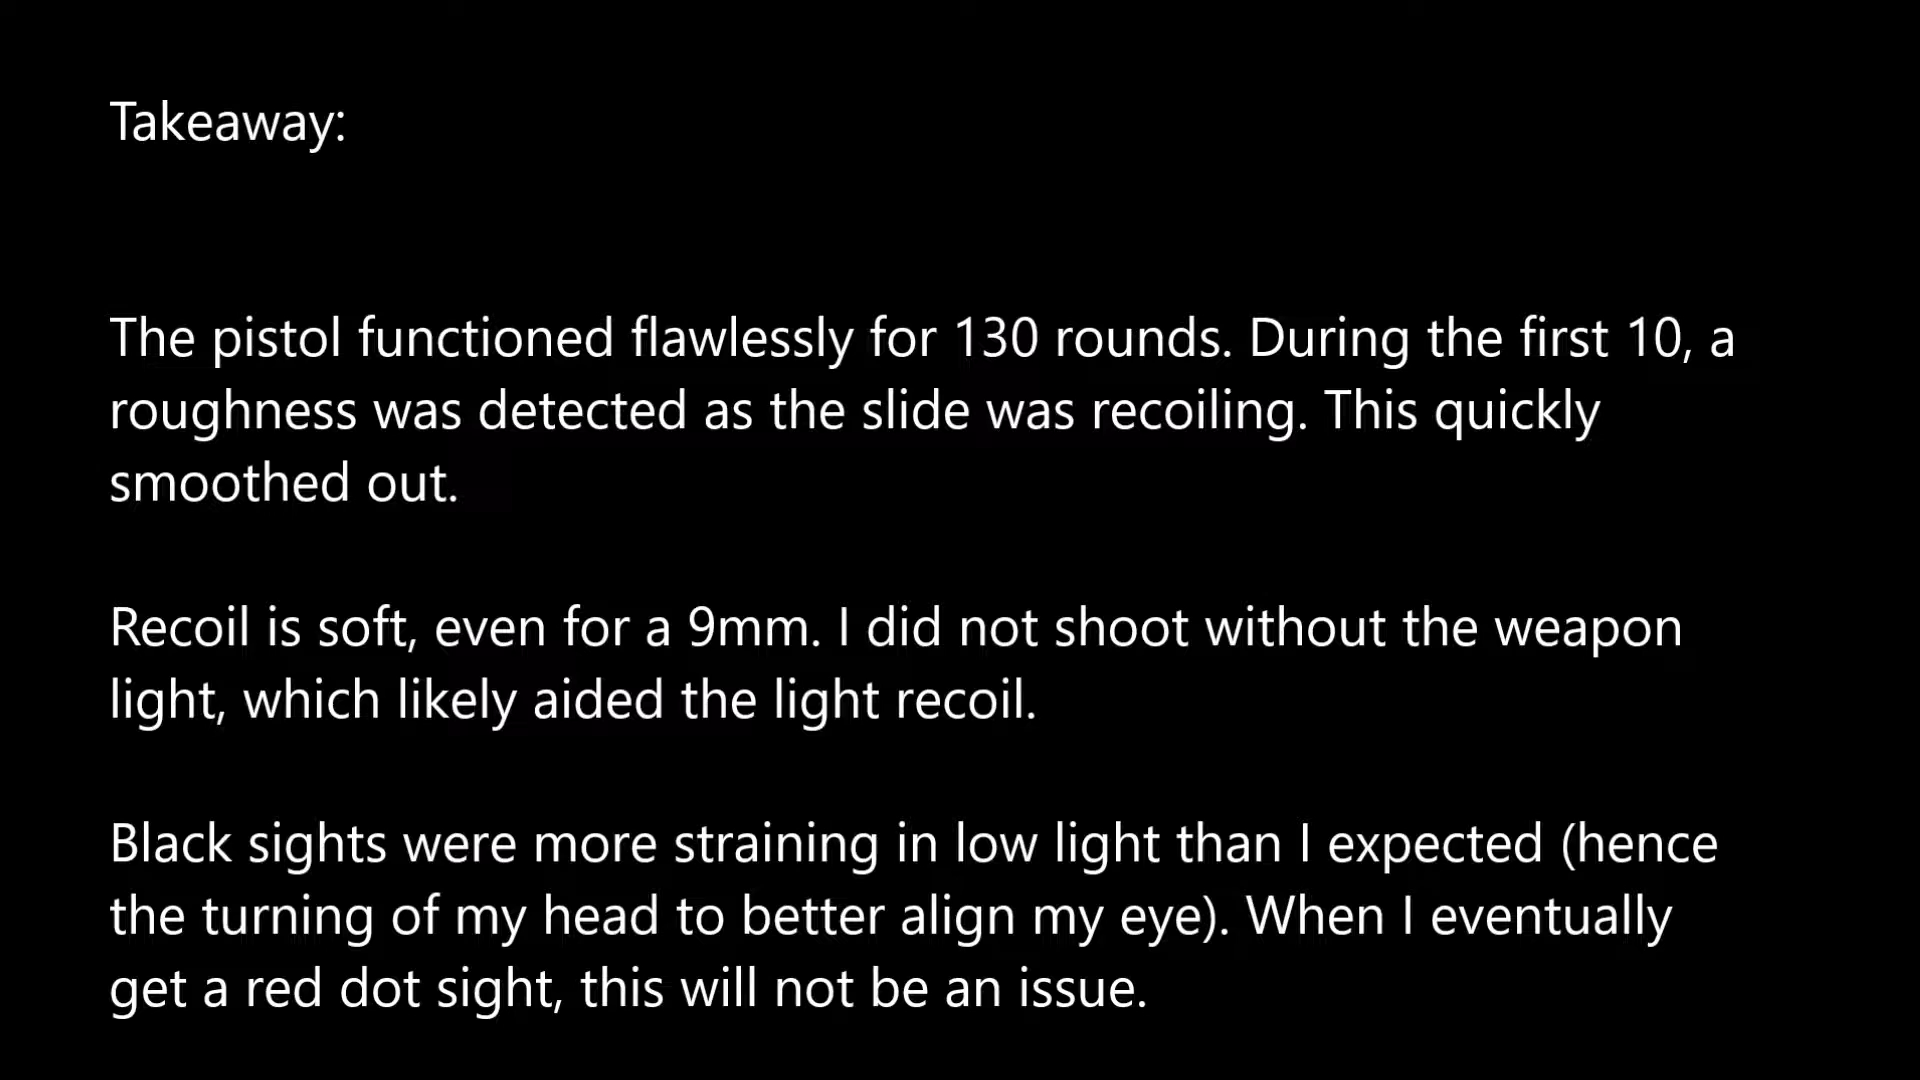 Takeaway:
The pistol functioned flawlessly for 130 rounds. During the first 10, a
roughness was detected as the slide was recoiling. This quickly
smoothed out.
Recoil is soft, even for a 9mm. I did not shoot without the weapon
light, which likely aided the light recoil.
Black sights were more straining in low light than I expected (hence
the turning of my head to better align my eye). When I eventually
get a red dot sight, this will not be an issue.